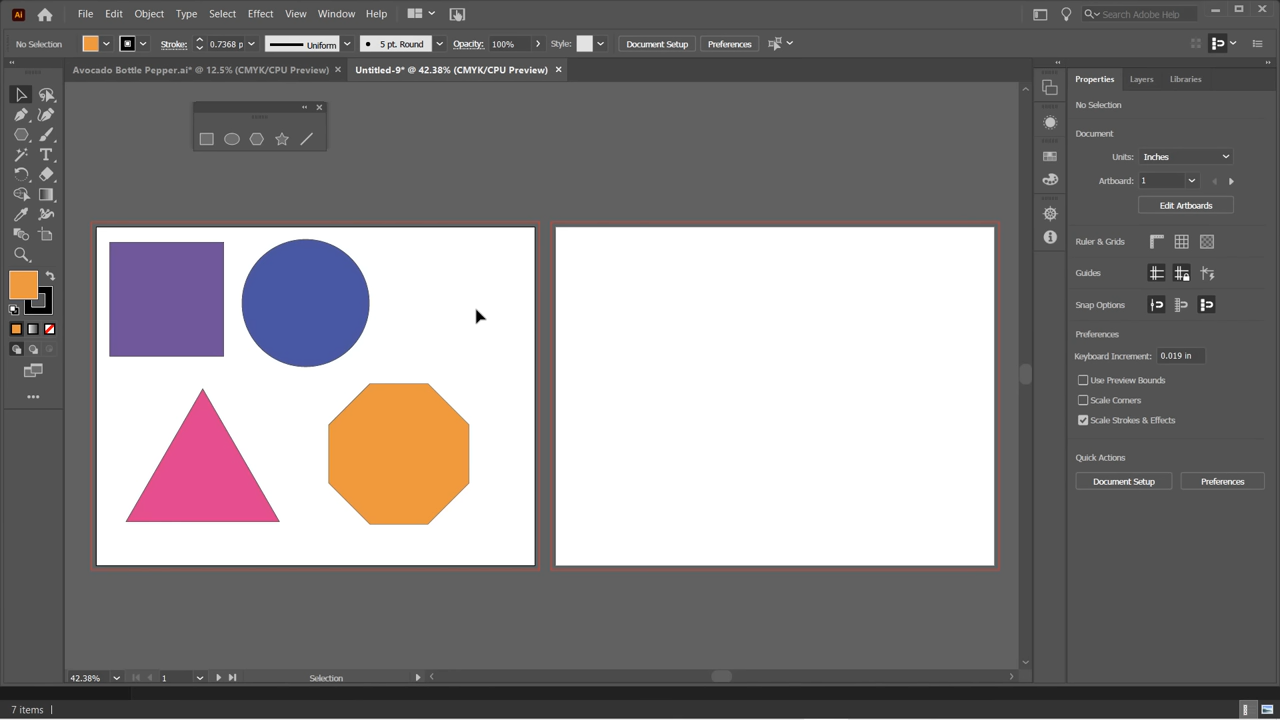 Ai File Edit Object Type Select Effect View Window Help Search Adobe Help
No Selection Stroke: 0.7368 p Uniform 5 pt. Round Opacity: 100% Style: Document Setup Preferences
Avocado Bottle Pepper.ai* @ 12.5% (CMYK/CPU Preview) × Untitled-9* @ 42.38% (CMYK/CPU Preview) ×
Properties Layers Libraries
No Selection
Document
Units: Inches
Artboard: 1
Edit Artboards
Ruler & Grids
Guides
Snap Options
Preferences
Keyboard Increment: 0.019 in
Use Preview Bounds
Scale Corners
Scale Strokes & Effects
Quick Actions
Document Setup Preferences
42.38% 1 Selection
7 items